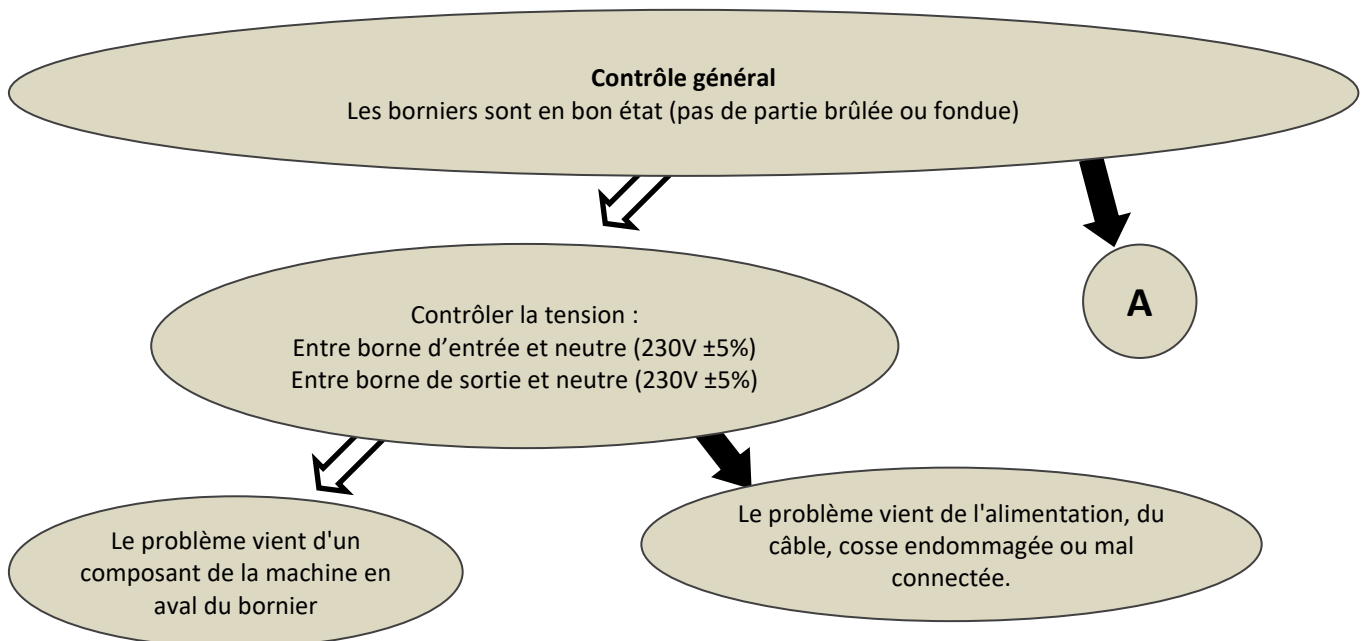 Contrôle général
Les borniers sont en bon état (pas de partie brûlée ou fondue)
A
Contrôler la tension :
Entre borne d’entrée et neutre (230V ±5%)
Entre borne de sortie et neutre (230V ±5%)
Le problème vient d'un
composant de la machine en
aval du bornier
Le problème vient de l'alimentation, du
câble, cosse endommagée ou mal
connectée.